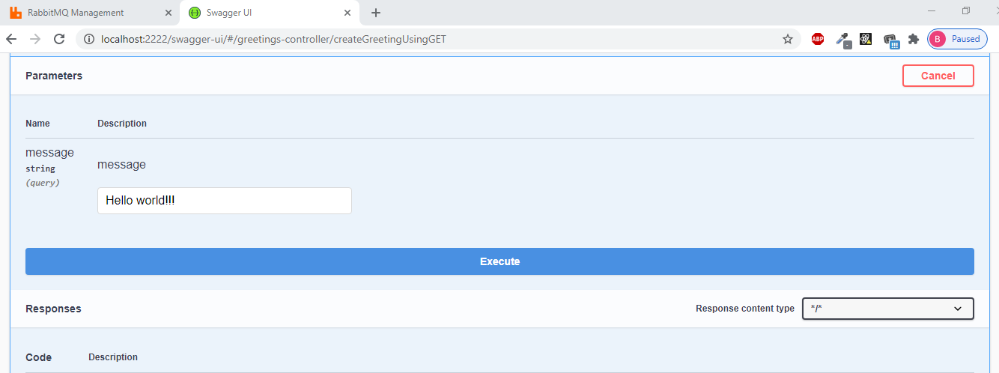 RabbitMQ Management
Swagger UI
localhost:2222/swagger-ui/#/greetings-controller/createGreetingUsingGET
ABP
-
!!!
B Paused
Parameters
Cancel
Name Description
message
string
(query)
message
Hello world!!!
Execute
Responses
Response content type
*/*
Code Description